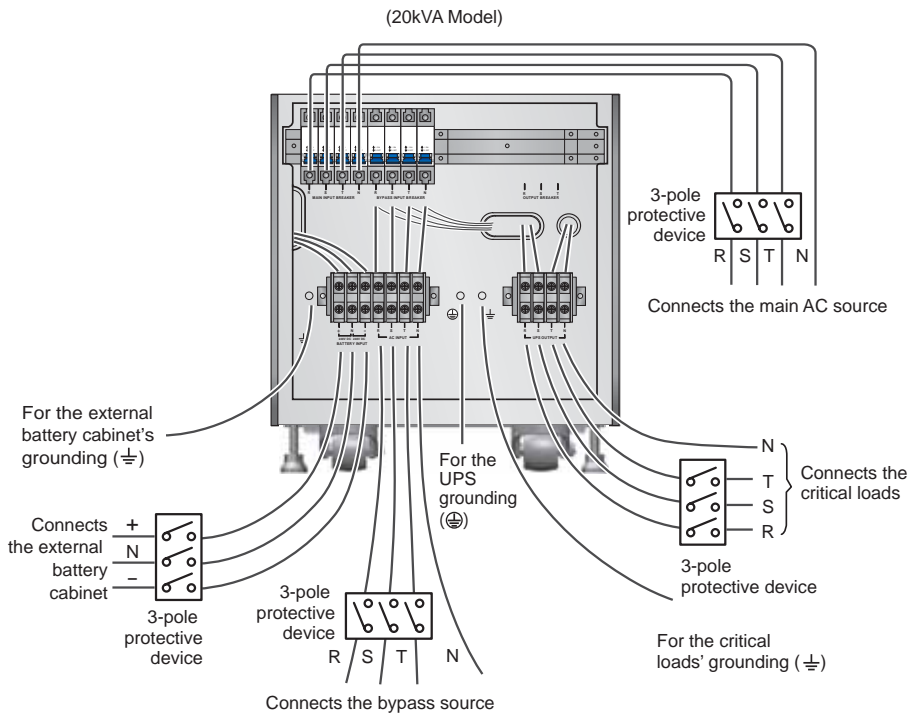 (20kVA Model)
R S T N R S T N
MAIN INPUT BREAKER
BYPASS INPUT BREAKER
R S T
OUTPUT BREAKER
3-pole
protective
device
R S T N
Connects the main AC source
R S T N
BATTERY INPUT
AC INPUT
R S T N
UPS OUTPUT
For the external
battery cabinet's
grounding (⏚)
For the
UPS
grounding
(⏚)
N
T
S
R
Connects the
critical loads
3-pole
protective device
For the critical
loads' grounding (⏚)
+
N
−
Connects
the external
battery
cabinet
3-pole
protective
device
3-pole
protective
device
R S T N
Connects the bypass source